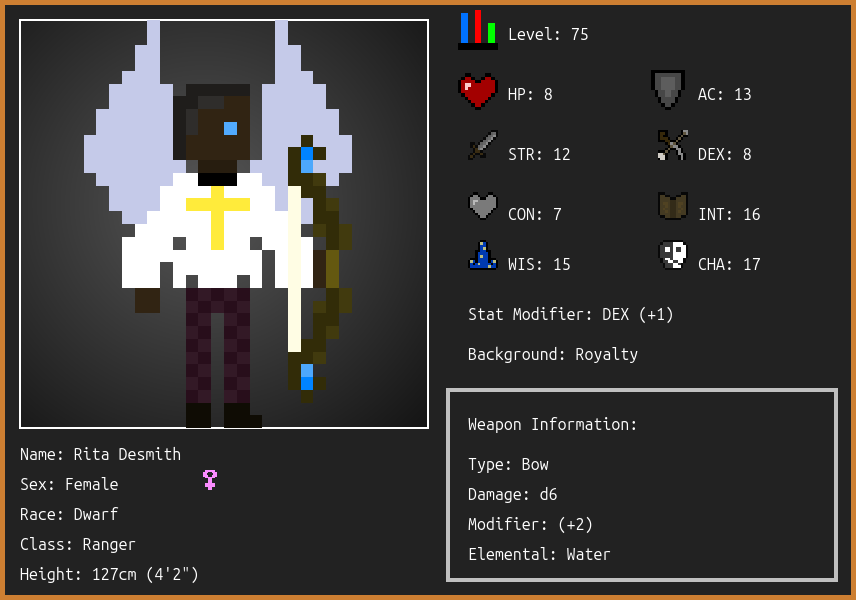 Level: 75
HP: 8
AC: 13
STR: 12
DEX: 8
CON: 7
INT: 16
WIS: 15
CHA: 17
Stat Modifier: DEX (+1)
Background: Royalty
Weapon Information:
Type: Bow
Damage: d6
Modifier: (+2)
Elemental: Water
Name: Rita Desmith
Sex: Female
Race: Dwarf
Class: Ranger
Height: 127cm (4'2")